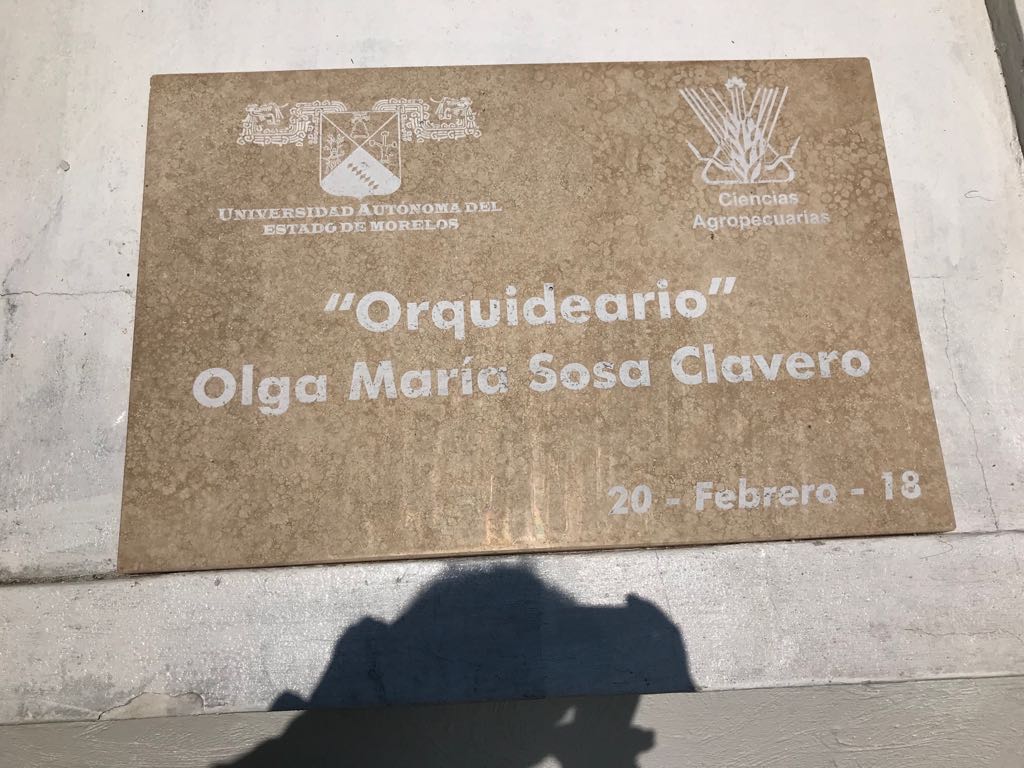 UNIVERSIDAD AUTÓNOMA DEL
ESTADO DE MORELOS
Ciencias
Agropecuarias
"Orquideario"
Olga María Sosa Clavero
20 - Febrero - 18